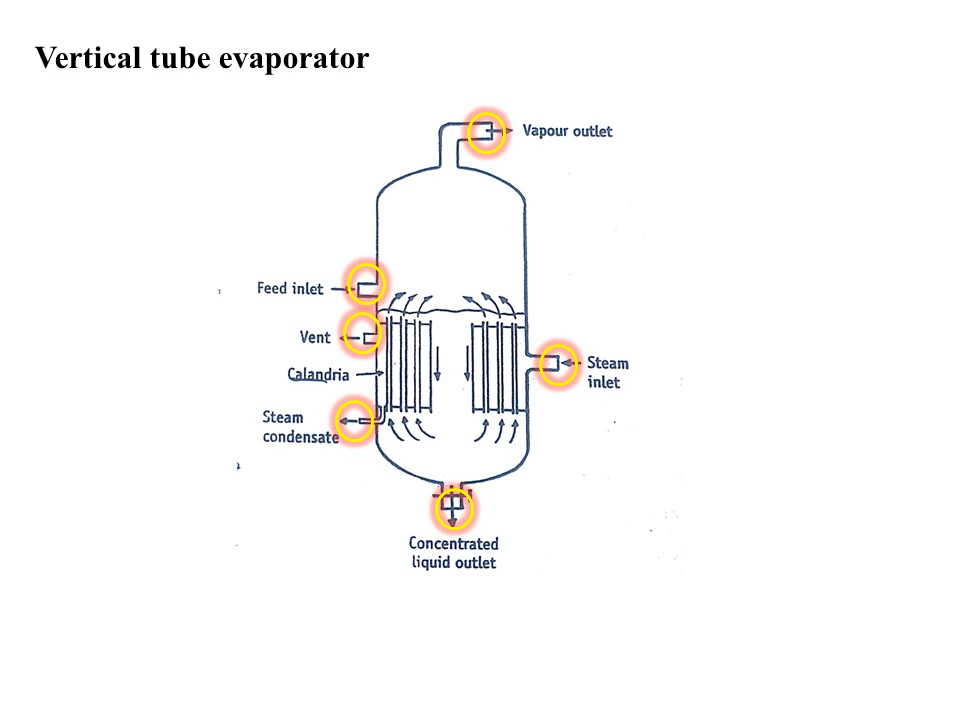 Vertical tube evaporator
Vapour outlet
Feed inlet
Vent
Steam
inlet
Calandria
Steam
condensate
Concentrated
liquid outlet